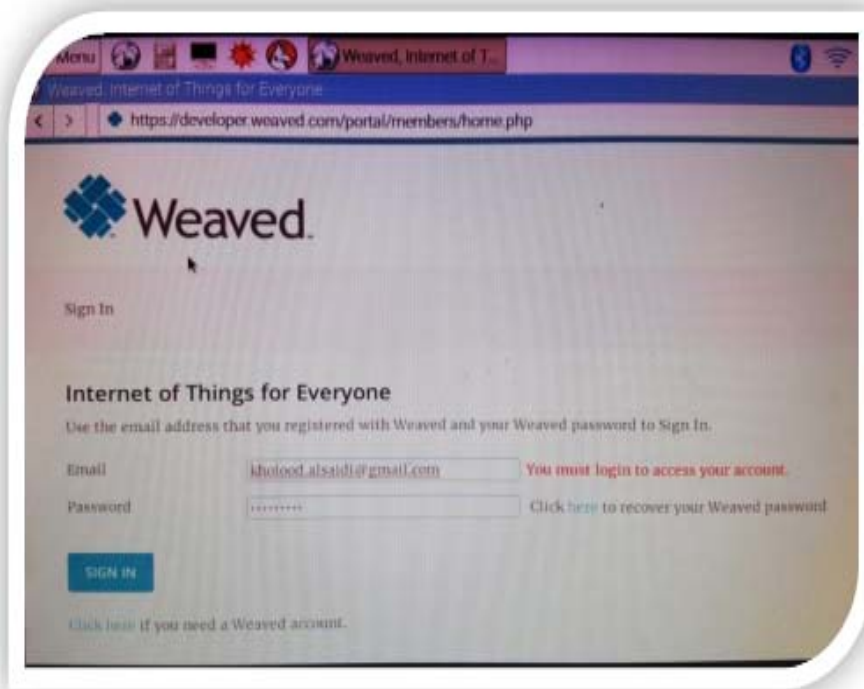 Menu Weaved, Internet of T...
Weaved, Internet of Things for Everyone
< > https://developer.weaved.com/portal/members/home.php
Weaved.
Sign In
Internet of Things for Everyone
Use the email address that you registered with Weaved and your Weaved password to Sign In.
Email kholood.alsaidi@gmail.com You must login to access your account.
Password ········· Click here to recover your Weaved password
SIGN IN
Click here if you need a Weaved account.